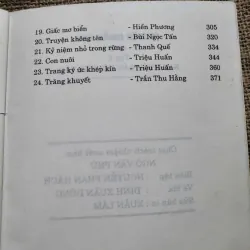 19. Giấc mơ biển - Hiền Phương 305
20. Truyện không tên - Bùi Ngọc Tấn 320
21. Kỷ niệm nhỏ trong rừng - Thanh Quế 334
22. Con nuôi - Triệu Huấn 344
23. Trang ký ức khép kín - Triệu Huấn 360
24. Trăng khuyết - Trần Thu Hằng 371